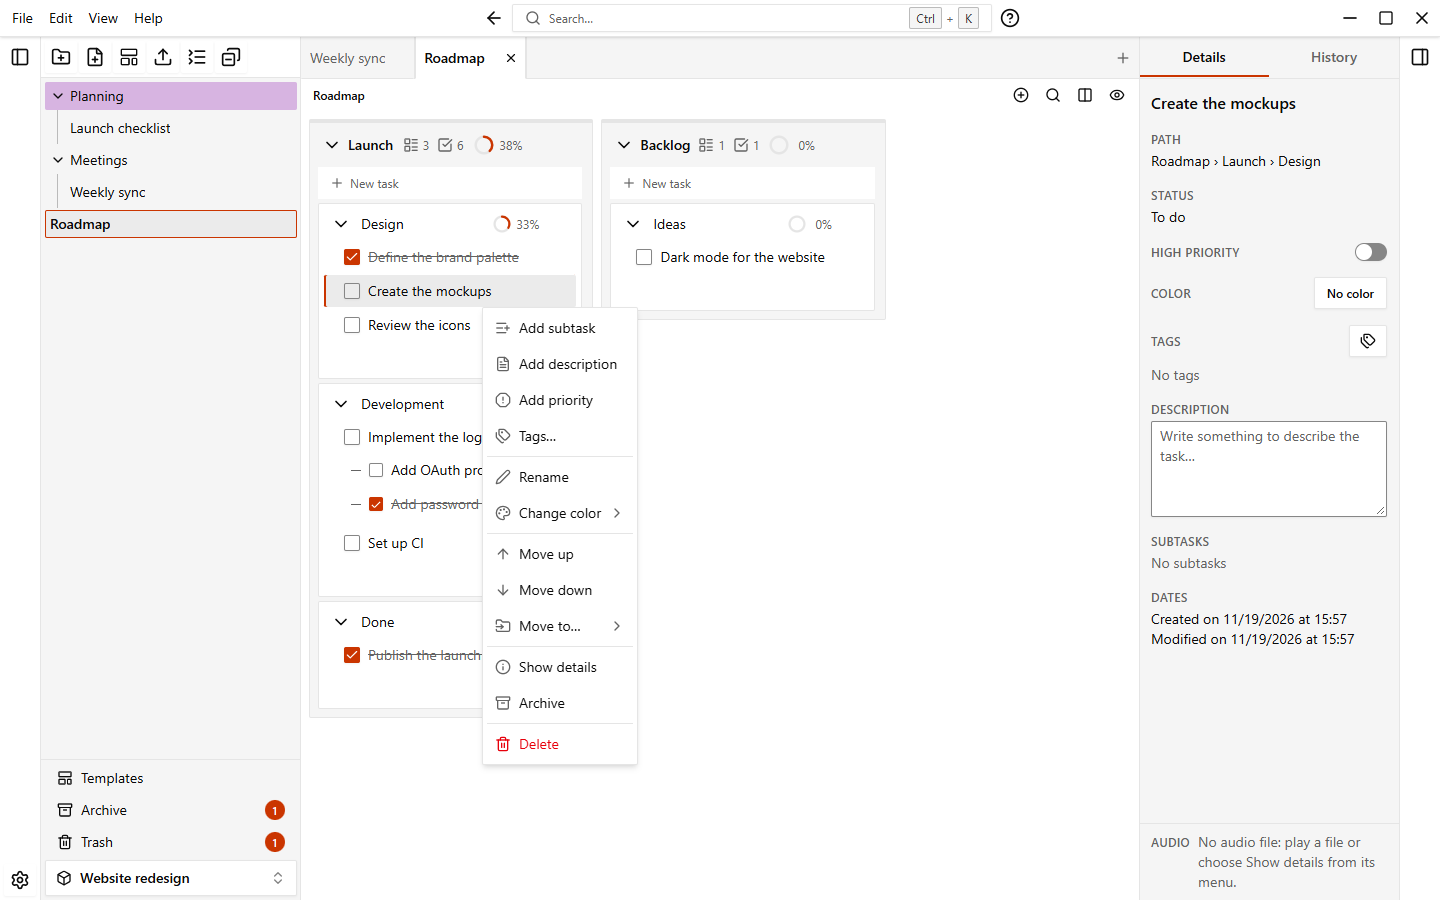 File Edit View Help
Search... Ctrl + K
Weekly sync
Roadmap
Details
History
Planning
Launch checklist
Meetings
Weekly sync
Roadmap
Templates
Archive 1
Trash 1
Website redesign
Roadmap
Launch 3 6 38%
New task
Design 33%
Define the brand palette
Create the mockups
Review the icons
Development
Implement the log
Add OAuth pro
Add password
Set up CI
Done
Publish the launch
Backlog 1 1 0%
New task
Ideas 0%
Dark mode for the website
Add subtask
Add description
Add priority
Tags...
Rename
Change color
Move up
Move down
Move to...
Show details
Archive
Delete
Create the mockups
PATH
Roadmap › Launch › Design
STATUS
To do
HIGH PRIORITY
COLOR No color
TAGS
No tags
DESCRIPTION
Write something to describe the
task...
SUBTASKS
No subtasks
DATES
Created on 11/19/2026 at 15:57
Modified on 11/19/2026 at 15:57
AUDIO No audio file: play a file or
choose Show details from its
menu.